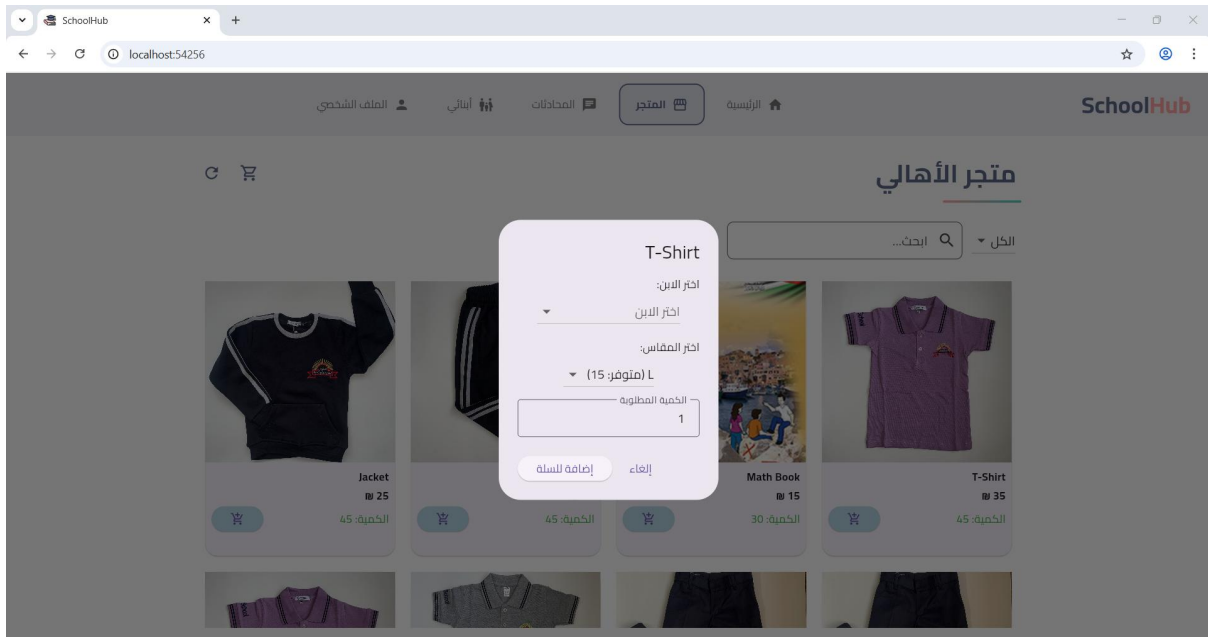 SchoolHub
localhost:54256
SchoolHub
الرئيسية
المتجر
المحادثات
أبنائي
الملف الشخصي
متجر الأهالي
الكل
ابحث...
T-Shirt
اختر الابن:
اختر الابن
اختر المقاس:
L (متوفر: 15)
الكمية المطلوبة
1
إلغاء
إضافة للسلة
T-Shirt
₪ 35
الكمية: 45
Math Book
₪ 15
الكمية: 30
الكمية: 45
Jacket
₪ 25
الكمية: 45